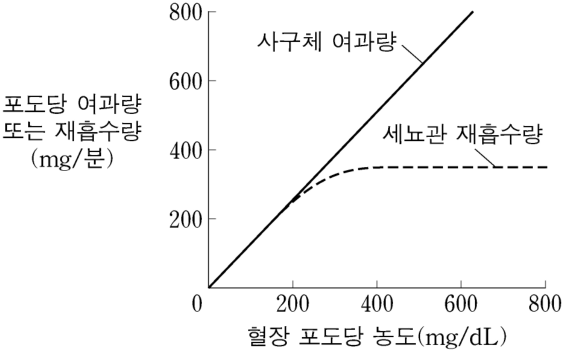 800
600
400
200
포도당 여과량
또는 재흡수량
(mg/분)
사구체 여과량
세뇨관 재흡수량
0 200 400 600 800
혈장 포도당 농도(mg/dL)